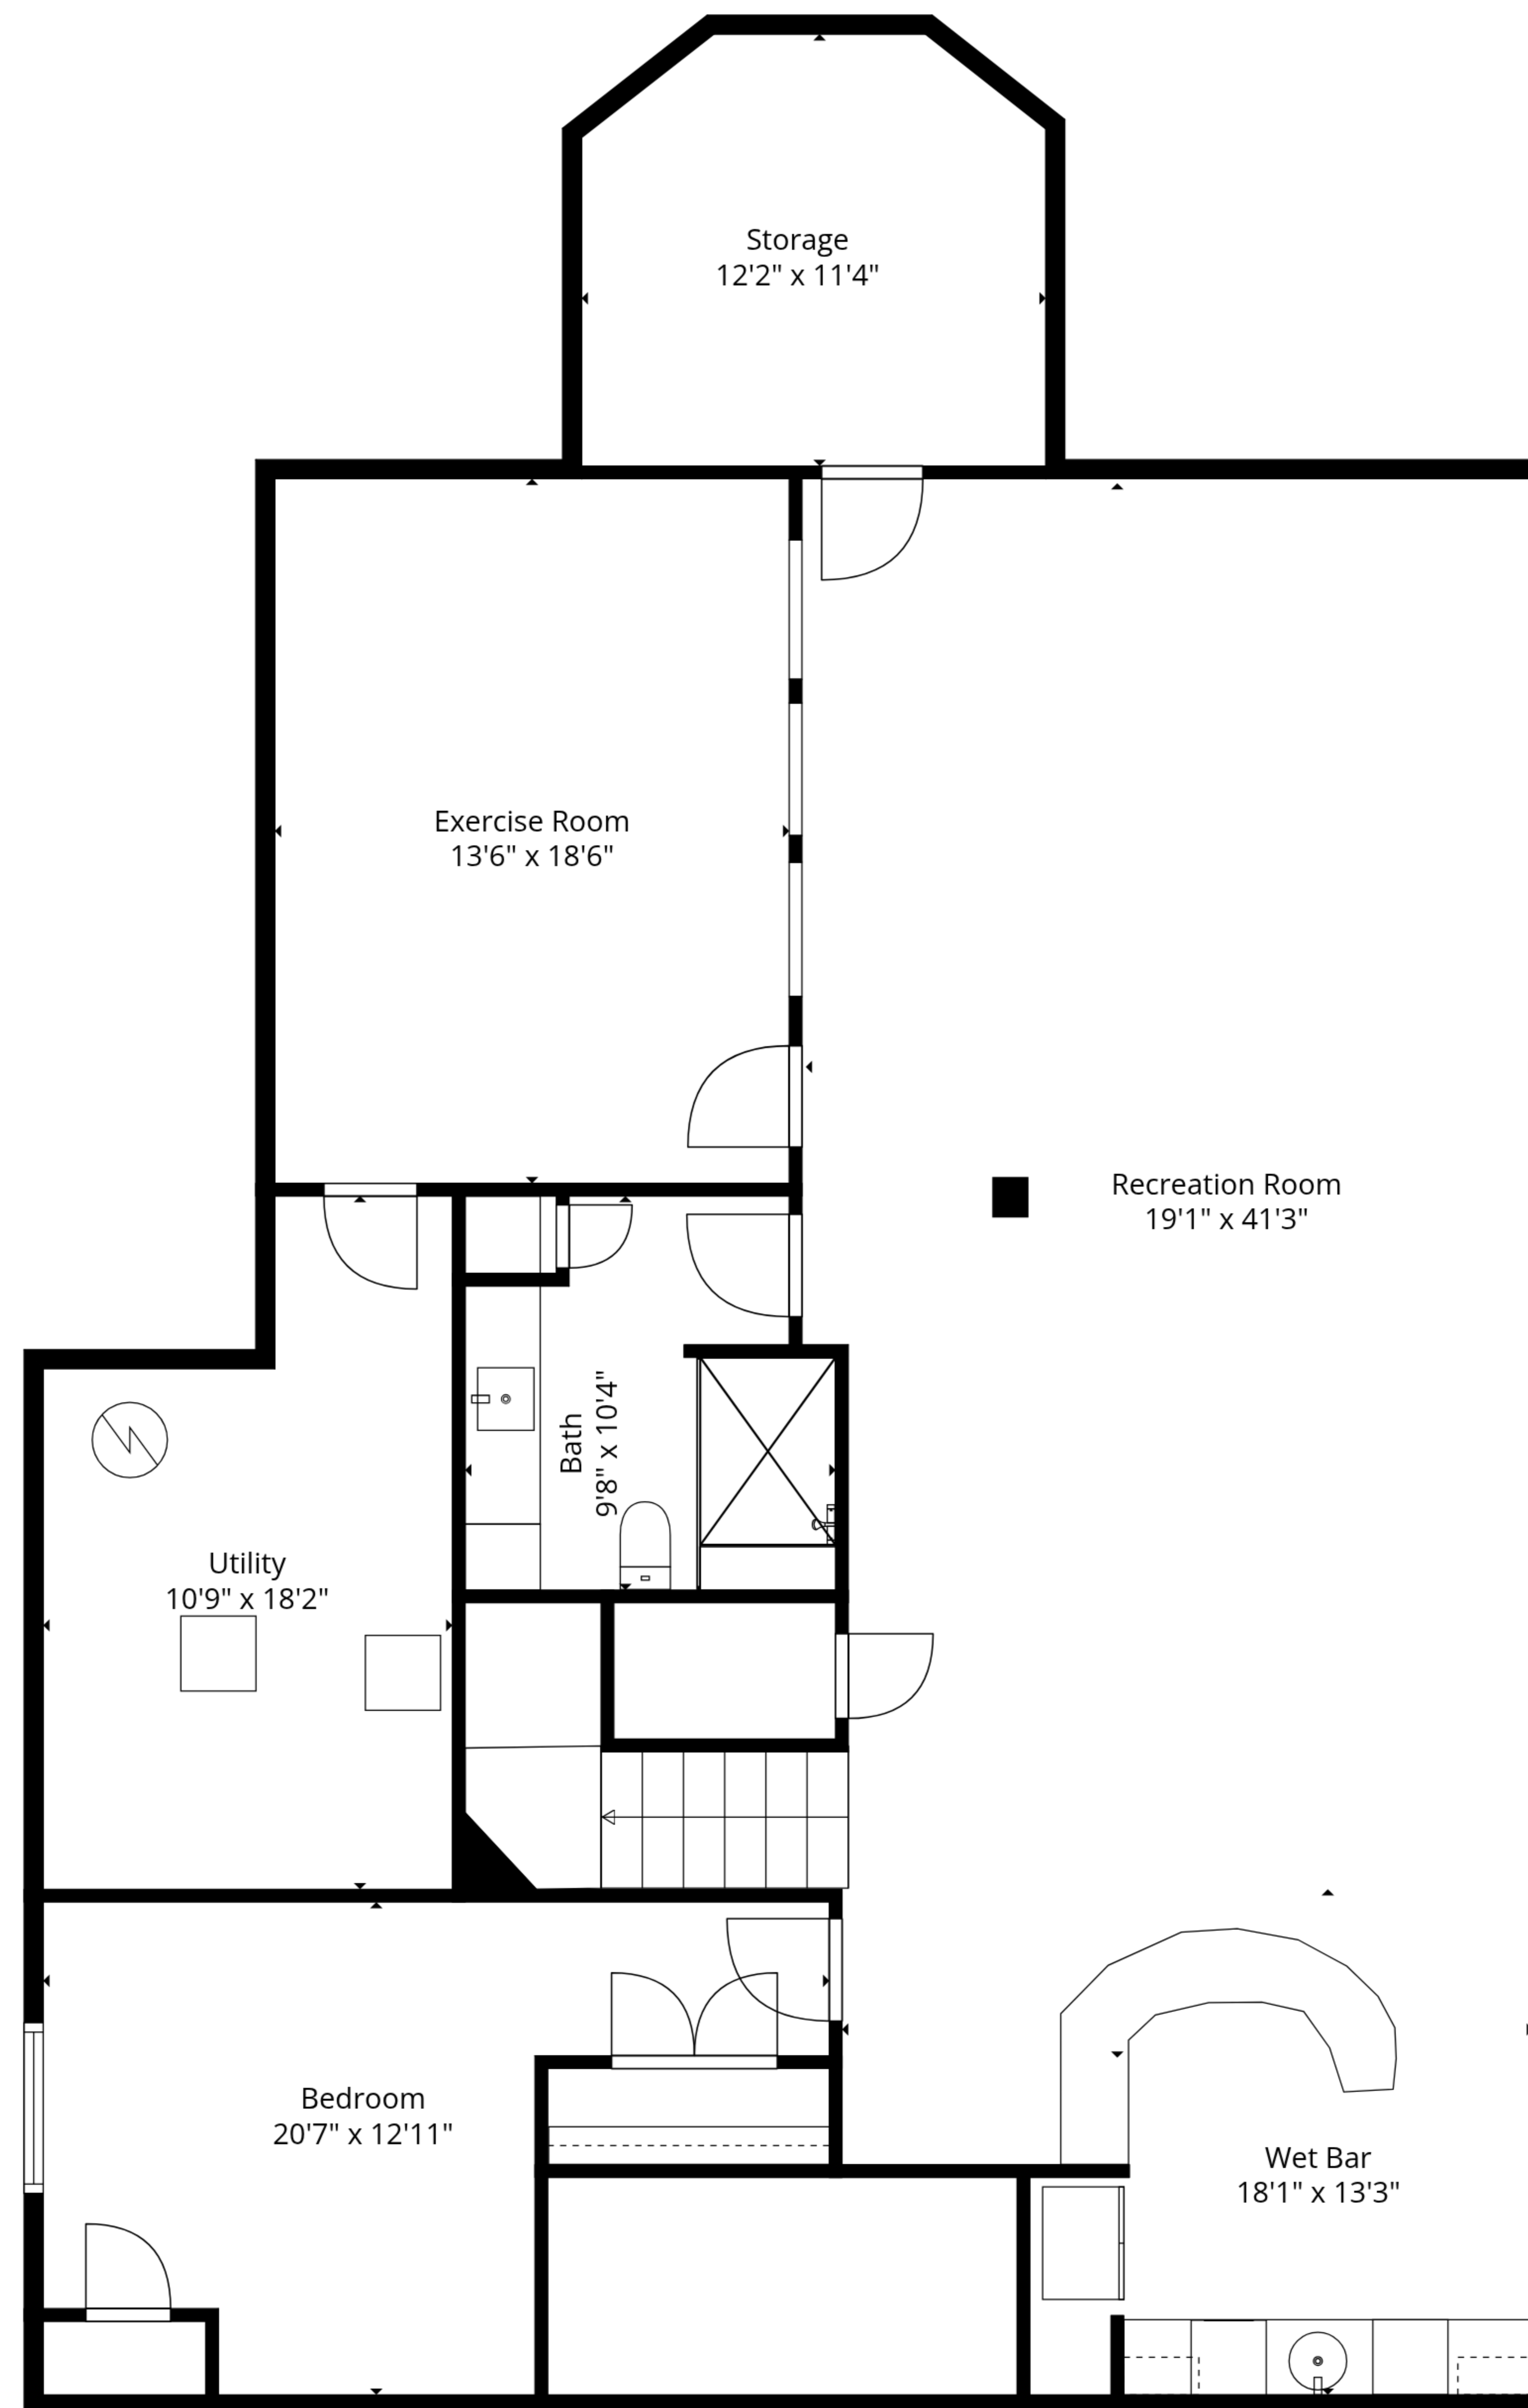 Storage
12'2" x 11'4"
Exercise Room
13'6" x 18'6"
Recreation Room
19'1" x 41'3"
Bath
9'8" x 10'4"
Utility
10'9" x 18'2"
Bedroom
20'7" x 12'11"
Wet Bar
18'1" x 13'3"